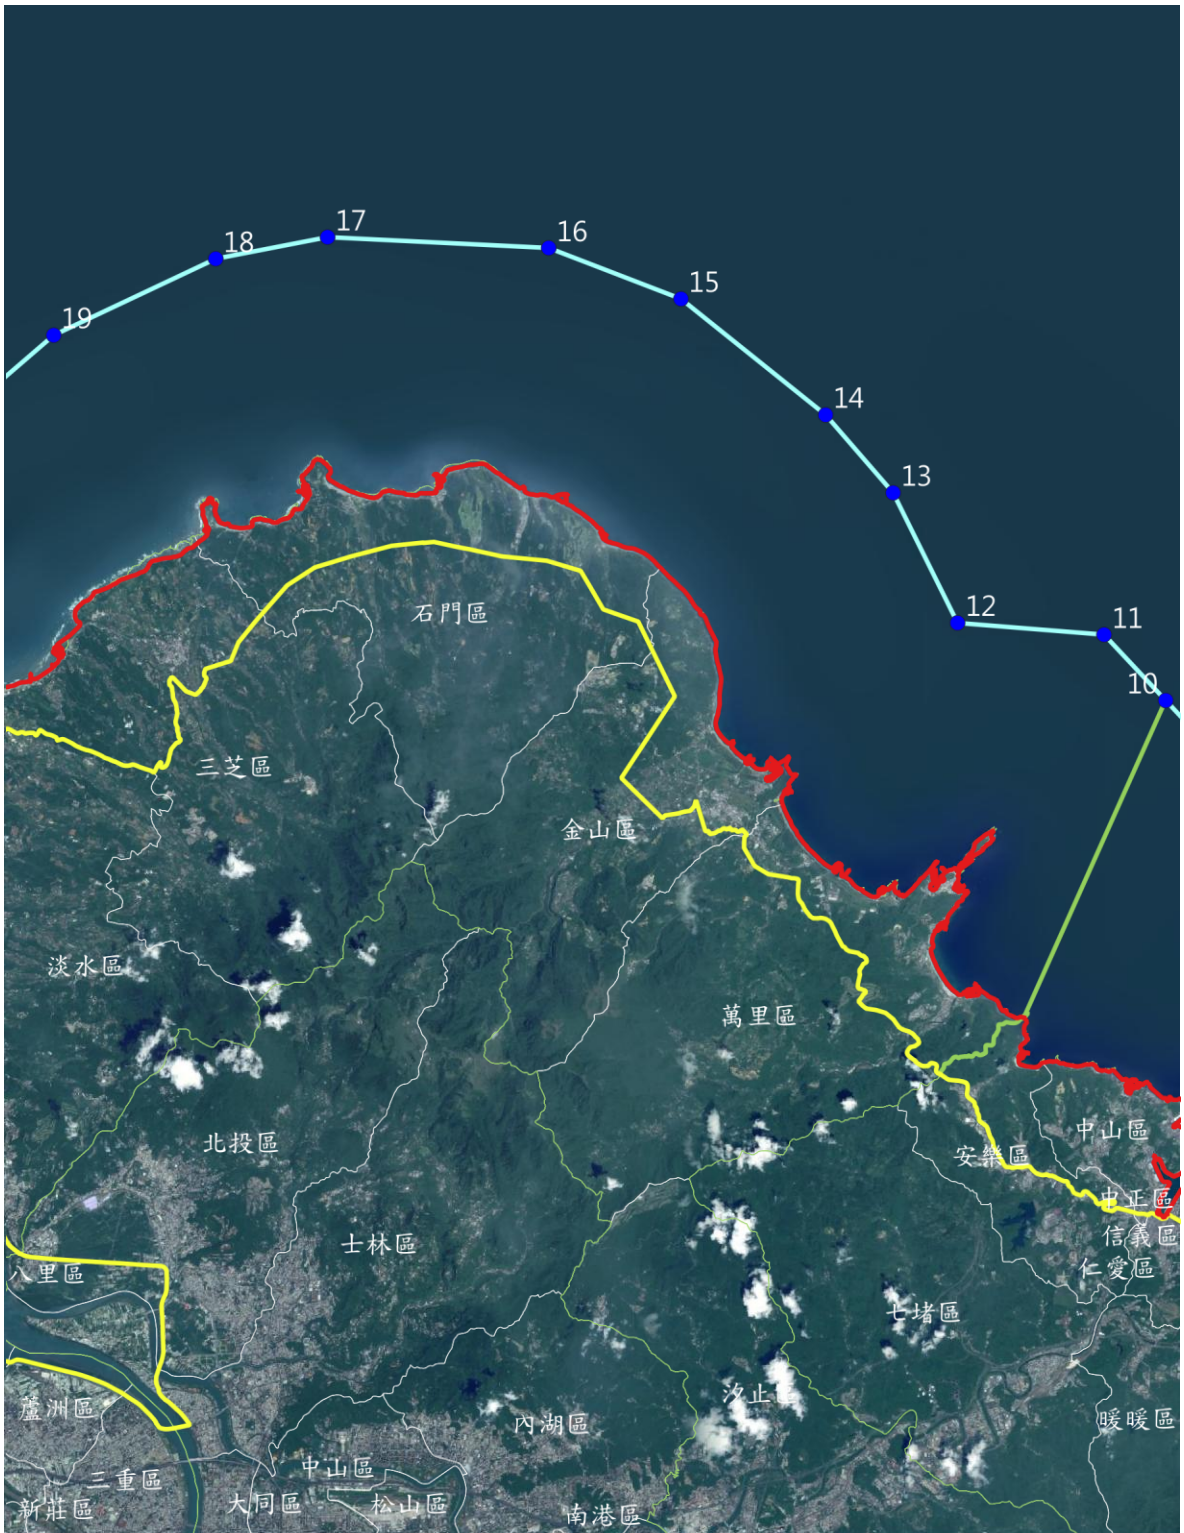 17
16
18
15
19
14
13
石門區
12
11
10
三芝區
金山區
淡水區
萬里區
北投區
中山區
安樂區
中正區
信義區
士林區
仁愛區
八里區
七堵區
汐止區
蘆洲區
內湖區
暖暖區
中山區
三重區
大同區
松山區
新莊區
南港區